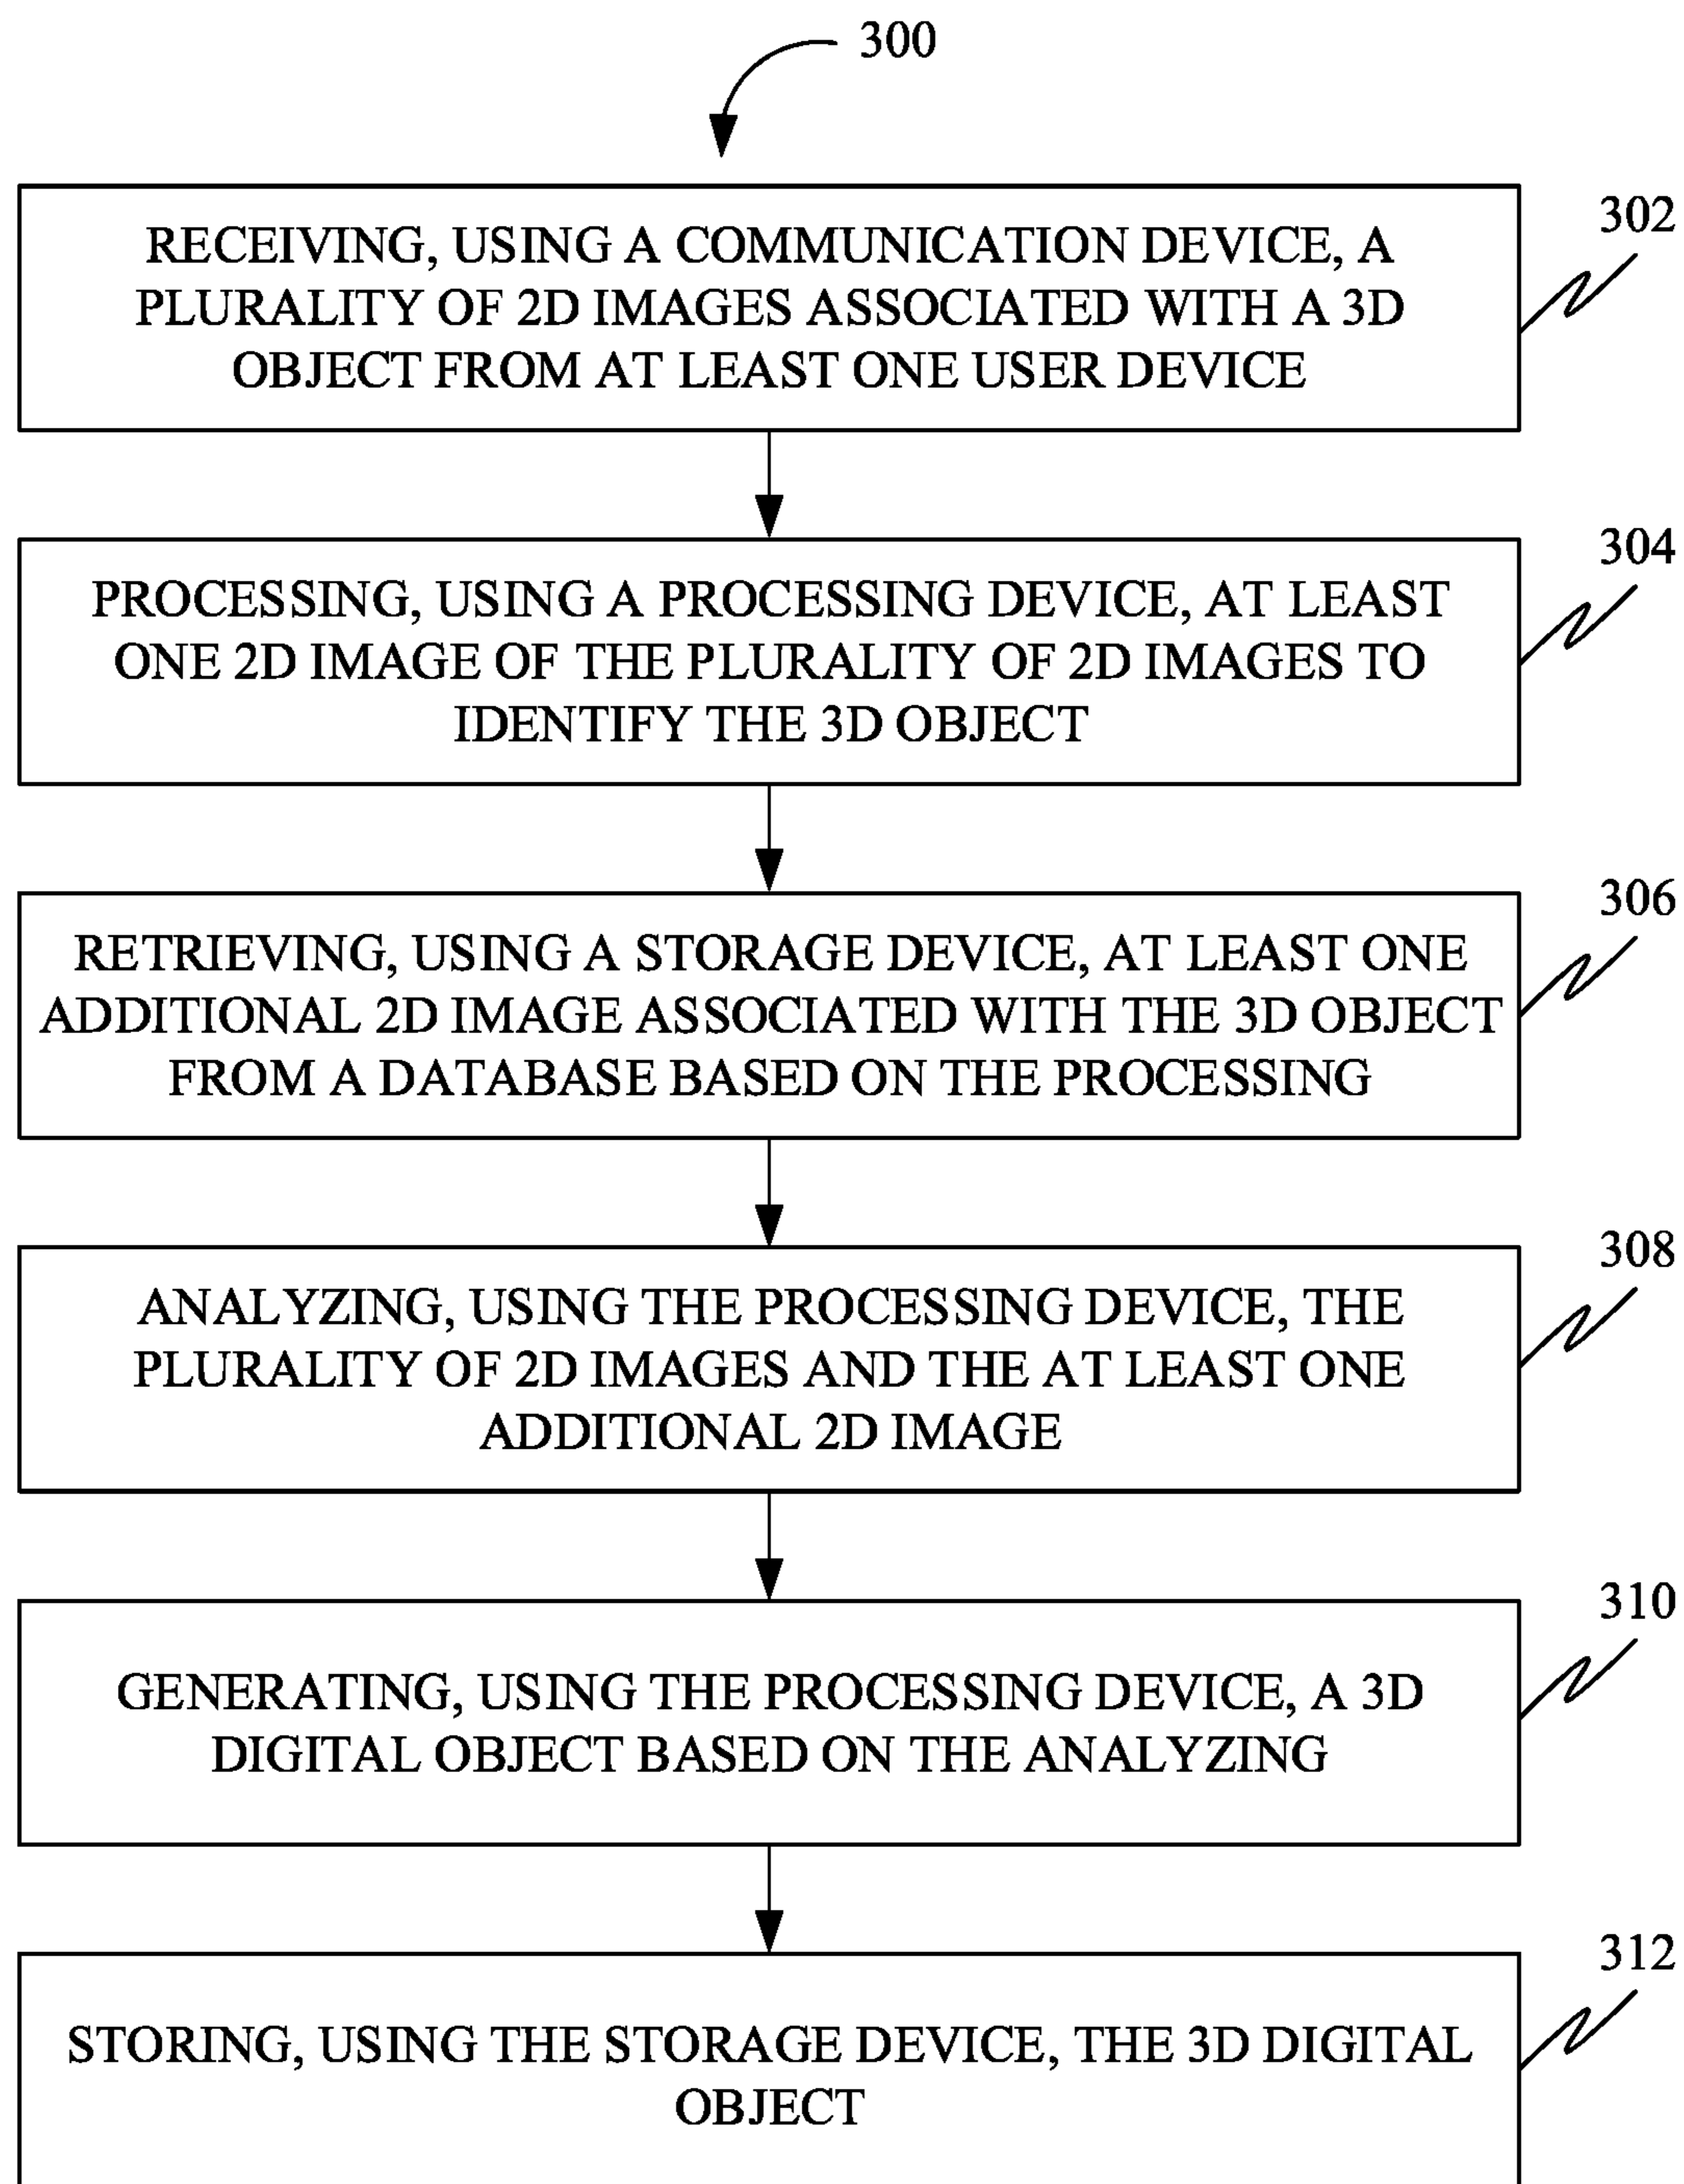 300
302
RECEIVING, USING A COMMUNICATION DEVICE, A
PLURALITY OF 2D IMAGES ASSOCIATED WITH A 3D
OBJECT FROM AT LEAST ONE USER DEVICE
304
PROCESSING, USING A PROCESSING DEVICE, AT LEAST
ONE 2D IMAGE OF THE PLURALITY OF 2D IMAGES TO
IDENTIFY THE 3D OBJECT
306
RETRIEVING, USING A STORAGE DEVICE, AT LEAST ONE
ADDITIONAL 2D IMAGE ASSOCIATED WITH THE 3D OBJECT
FROM A DATABASE BASED ON THE PROCESSING
308
ANALYZING, USING THE PROCESSING DEVICE, THE
PLURALITY OF 2D IMAGES AND THE AT LEAST ONE
ADDITIONAL 2D IMAGE
310
GENERATING, USING THE PROCESSING DEVICE, A 3D
DIGITAL OBJECT BASED ON THE ANALYZING
312
STORING, USING THE STORAGE DEVICE, THE 3D DIGITAL
OBJECT